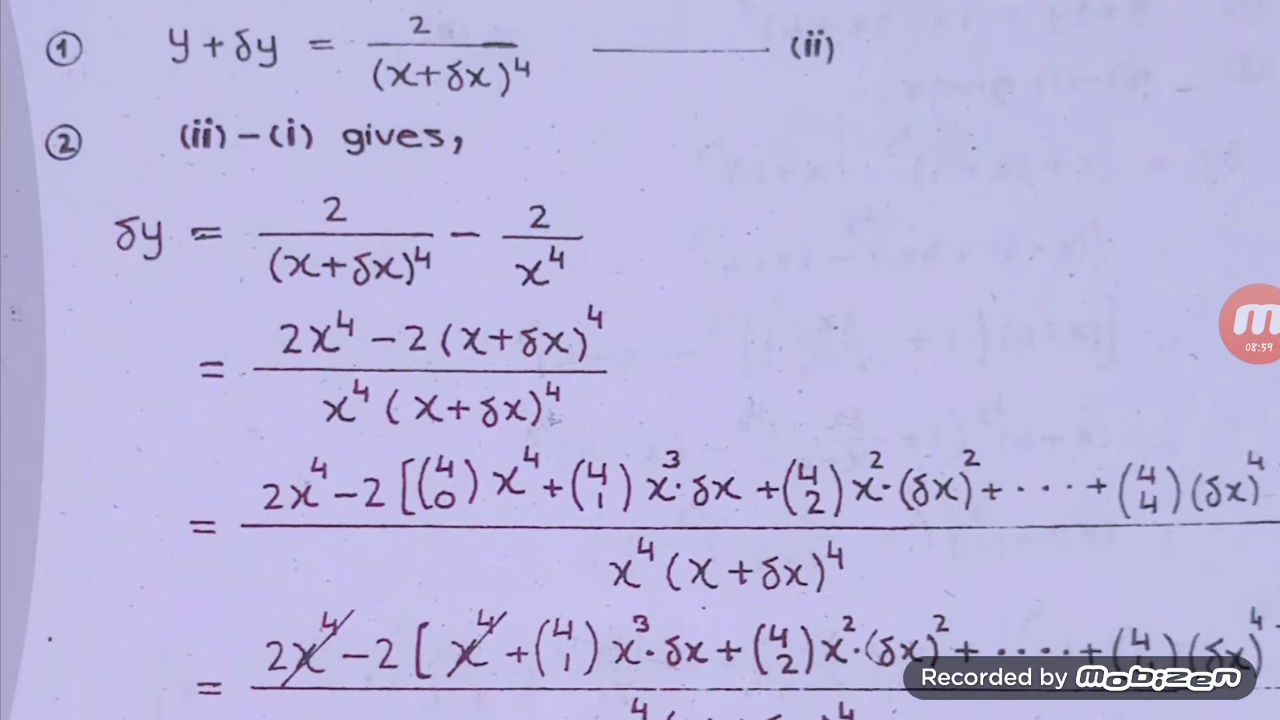 ① y + δy = 2/(x+δx)⁴ ——— (ii)
② (ii) – (i) gives,
δy = 2/(x+δx)⁴ – 2/x⁴
= (2x⁴ – 2(x+δx)⁴)/(x⁴(x+δx)⁴)
08:59
= (2x⁴ – 2[(4 0)x⁴ + (4 1)x³·δx + (4 2)x²·(δx)² + ···· + (4 4)(δx)⁴)/(x⁴(x+δx)⁴)
= 2x⁴ – 2[x⁴ + (4 1)x³·δx + (4 2)x²·(δx)² + ····· + (4 (δx)⁴
Recorded by mobizen